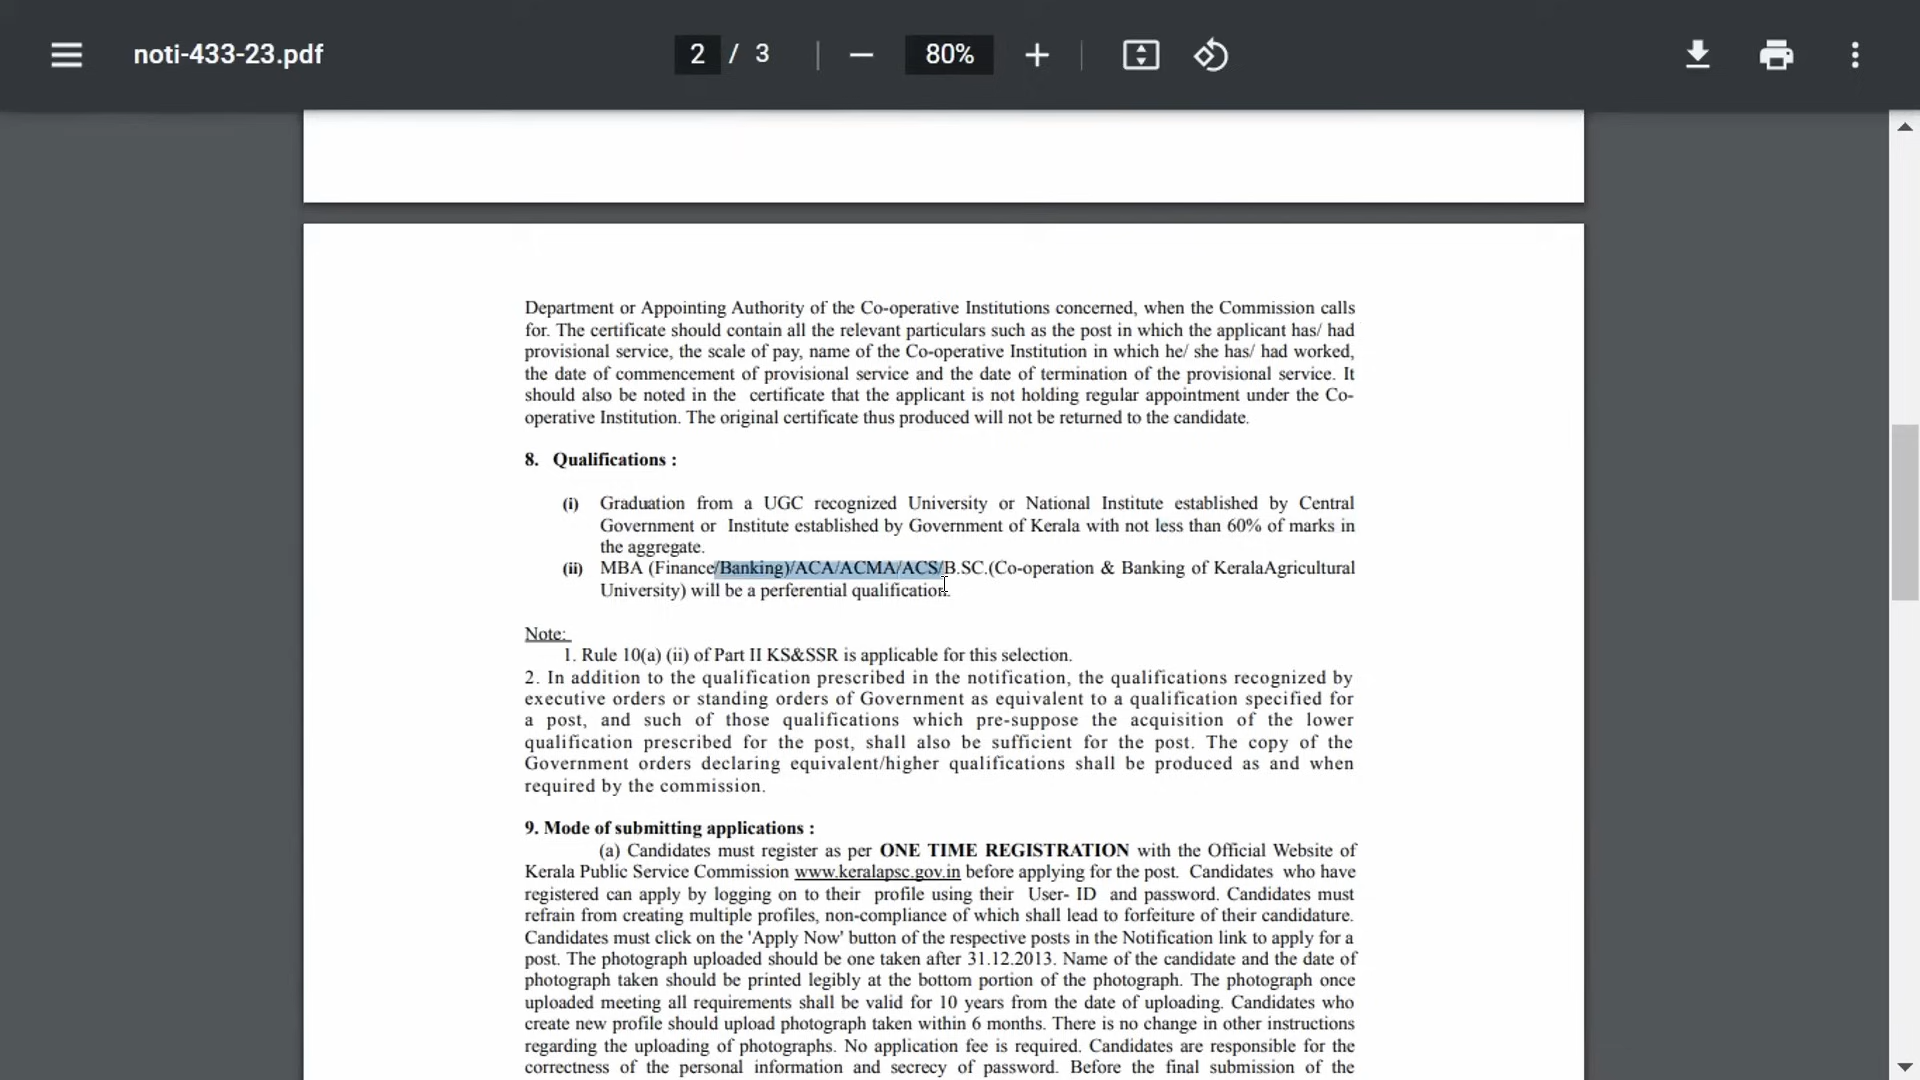 noti-433-23.pdf
2 / 3
80%
Department or Appointing Authority of the Co-operative Institutions concerned, when the Commission calls
for. The certificate should contain all the relevant particulars such as the post in which the applicant has/ had
provisional service, the scale of pay, name of the Co-operative Institution in which he/ she has/ had worked,
the date of commencement of provisional service and the date of termination of the provisional service. It
should also be noted in the certificate that the applicant is not holding regular appointment under the Co-
operative Institution. The original certificate thus produced will not be returned to the candidate.
8. Qualifications :
(i) Graduation from a UGC recognized University or National Institute established by Central
Government or Institute established by Government of Kerala with not less than 60% of marks in
the aggregate.
(ii) MBA (Finance/Banking)/ACA/ACMA/ACS/B.SC.(Co-operation & Banking of KeralaAgricultural
University) will be a perferential qualification.
Note:
1. Rule 10(a) (ii) of Part II KS&SSR is applicable for this selection.
2. In addition to the qualification prescribed in the notification, the qualifications recognized by
executive orders or standing orders of Government as equivalent to a qualification specified for
a post, and such of those qualifications which pre-suppose the acquisition of the lower
qualification prescribed for the post, shall also be sufficient for the post. The copy of the
Government orders declaring equivalent/higher qualifications shall be produced as and when
required by the commission.
9. Mode of submitting applications :
(a) Candidates must register as per ONE TIME REGISTRATION with the Official Website of
Kerala Public Service Commission www.keralapsc.gov.in before applying for the post. Candidates who have
registered can apply by logging on to their profile using their User- ID and password. Candidates must
refrain from creating multiple profiles, non-compliance of which shall lead to forfeiture of their candidature.
Candidates must click on the 'Apply Now' button of the respective posts in the Notification link to apply for a
post. The photograph uploaded should be one taken after 31.12.2013. Name of the candidate and the date of
photograph taken should be printed legibly at the bottom portion of the photograph. The photograph once
uploaded meeting all requirements shall be valid for 10 years from the date of uploading. Candidates who
create new profile should upload photograph taken within 6 months. There is no change in other instructions
regarding the uploading of photographs. No application fee is required. Candidates are responsible for the
correctness of the personal information and secrecy of password. Before the final submission of the